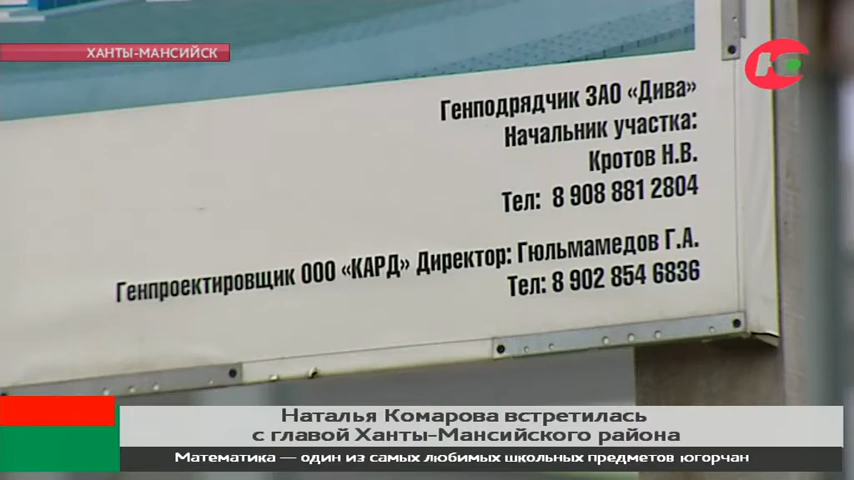 ХАНТЫ-МАНСИЙСК
Ю
Генподрядчик ЗАО «Дива»
Начальник участка:
Кротов Н.В.
Тел: 8 908 881 2804
Генпроектировщик ООО «КАРД» Директор: Гюльмамедов Г.А.
Тел: 8 902 854 6836
Наталья Комарова встретилась
с главой Ханты-Мансийского района
Математика — один из самых любимых школьных предметов югорчан